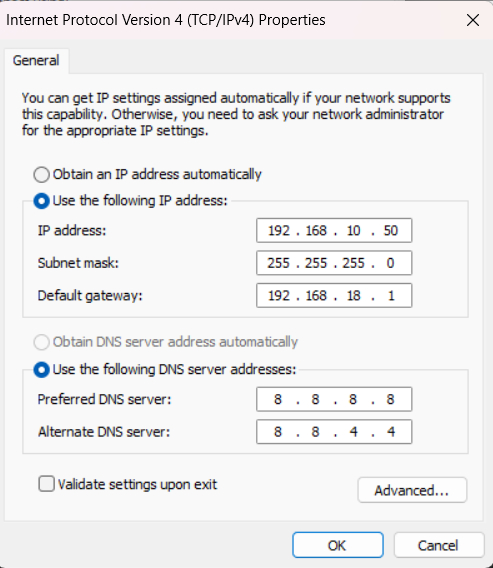 Internet Protocol Version 4 (TCP/IPv4) Properties
General
You can get IP settings assigned automatically if your network supports
this capability. Otherwise, you need to ask your network administrator
for the appropriate IP settings.
Obtain an IP address automatically
Use the following IP address:
IP address: 192 . 168 . 10 . 50
Subnet mask: 255 . 255 . 255 . 0
Default gateway: 192 . 168 . 18 . 1
Obtain DNS server address automatically
Use the following DNS server addresses:
Preferred DNS server: 8 . 8 . 8 . 8
Alternate DNS server: 8 . 8 . 4 . 4
Validate settings upon exit
Advanced...
OK Cancel